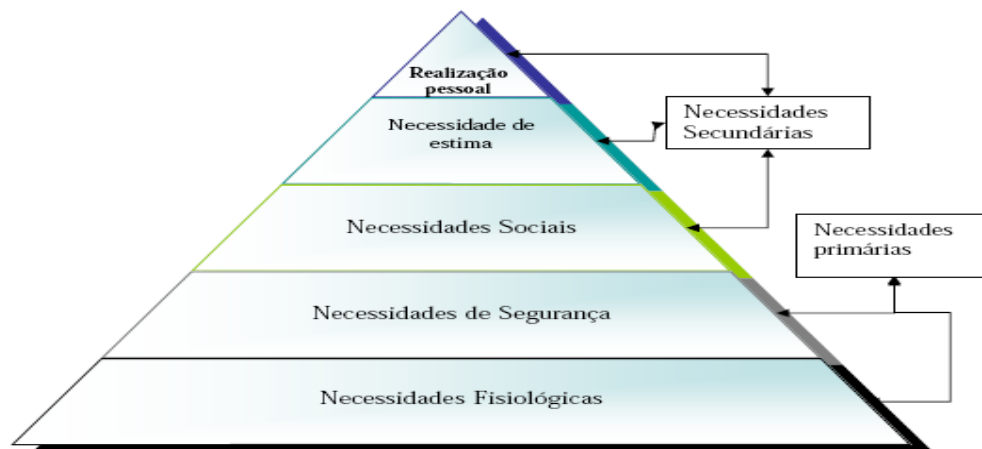 Realização
pessoal
Necessidade de
estima
Necessidades
Secundárias
Necessidades Sociais
Necessidades
primárias
Necessidades de Segurança
Necessidades Fisiológicas